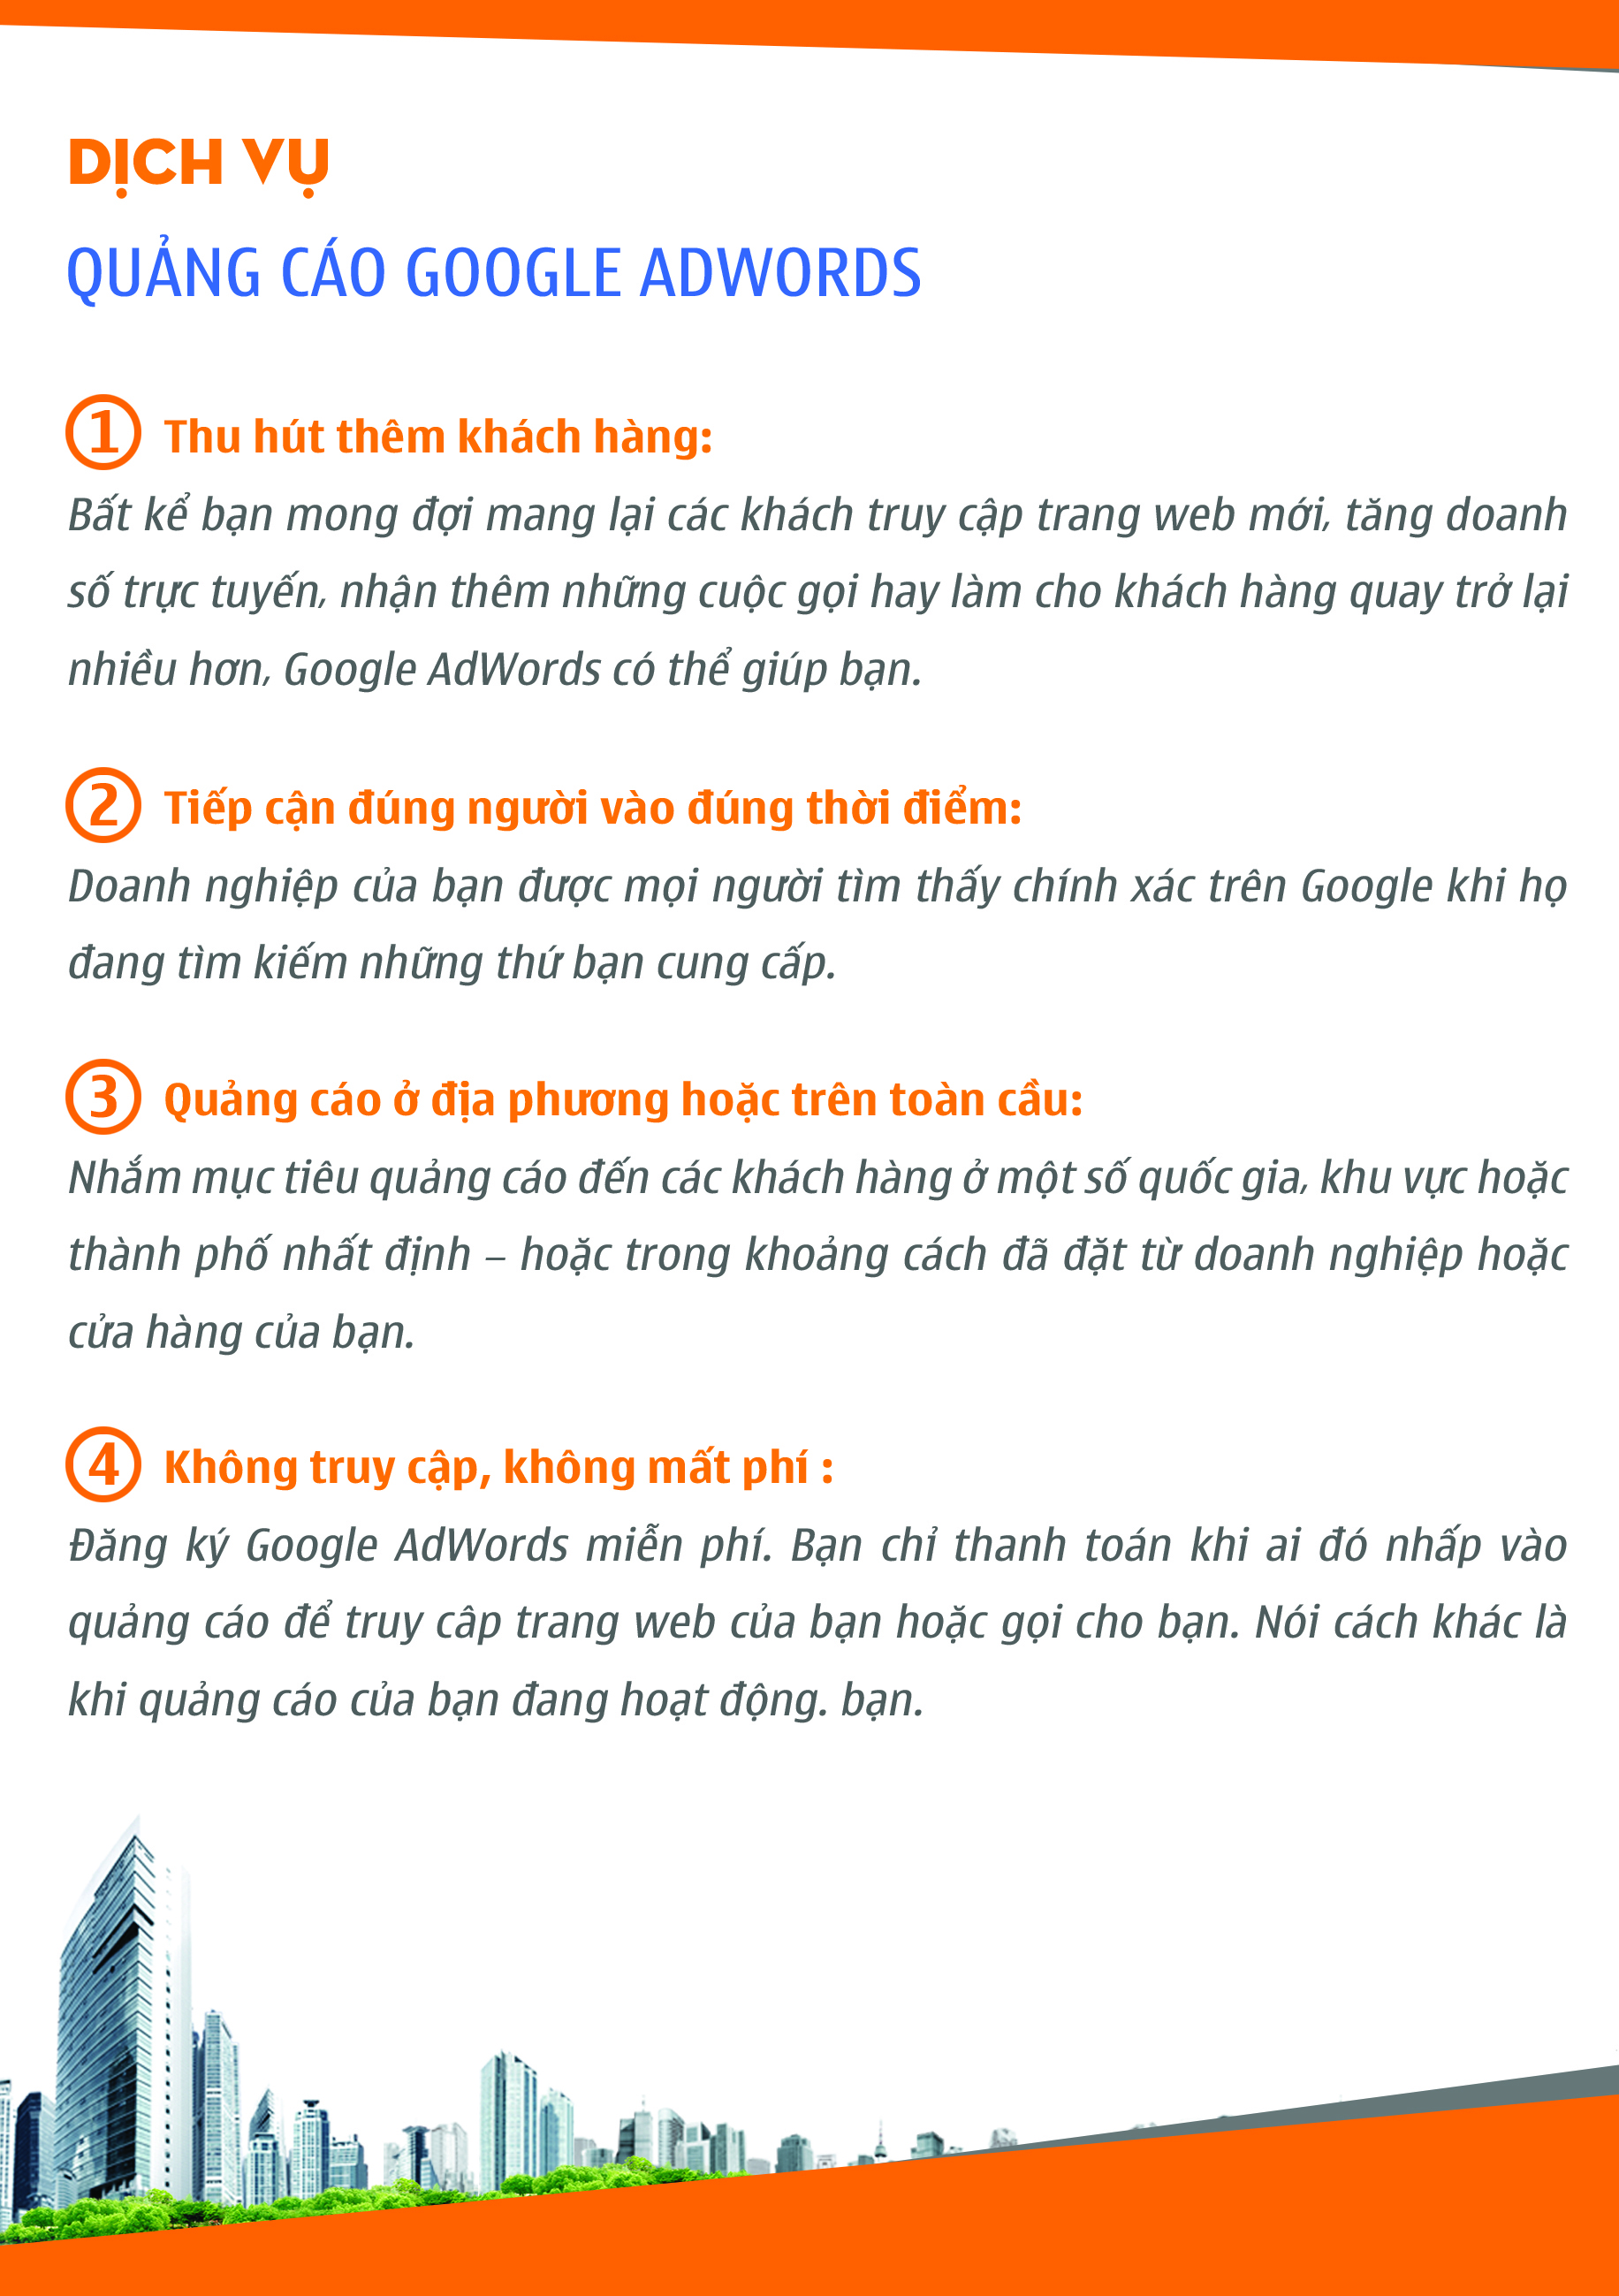 DỊCH VỤ
QUẢNG CÁO GOOGLE ADWORDS
1 Thu hút thêm khách hàng:
Bất kể bạn mong đợi mang lại các khách truy cập trang web mới, tăng doanh
số trực tuyến, nhận thêm những cuộc gọi hay làm cho khách hàng quay trở lại
nhiều hơn, Google AdWords có thể giúp bạn.
2 Tiếp cận đúng người vào đúng thời điểm:
Doanh nghiệp của bạn được mọi người tìm thấy chính xác trên Google khi họ
đang tìm kiếm những thứ bạn cung cấp.
3 Quảng cáo ở địa phương hoặc trên toàn cầu:
Nhắm mục tiêu quảng cáo đến các khách hàng ở một số quốc gia, khu vực hoặc
thành phố nhất định – hoặc trong khoảng cách đã đặt từ doanh nghiệp hoặc
cửa hàng của bạn.
4 Không truy cập, không mất phí :
Đăng ký Google AdWords miễn phí. Bạn chỉ thanh toán khi ai đó nhấp vào
quảng cáo để truy câp trang web của bạn hoặc gọi cho bạn. Nói cách khác là
khi quảng cáo của bạn đang hoạt động. bạn.